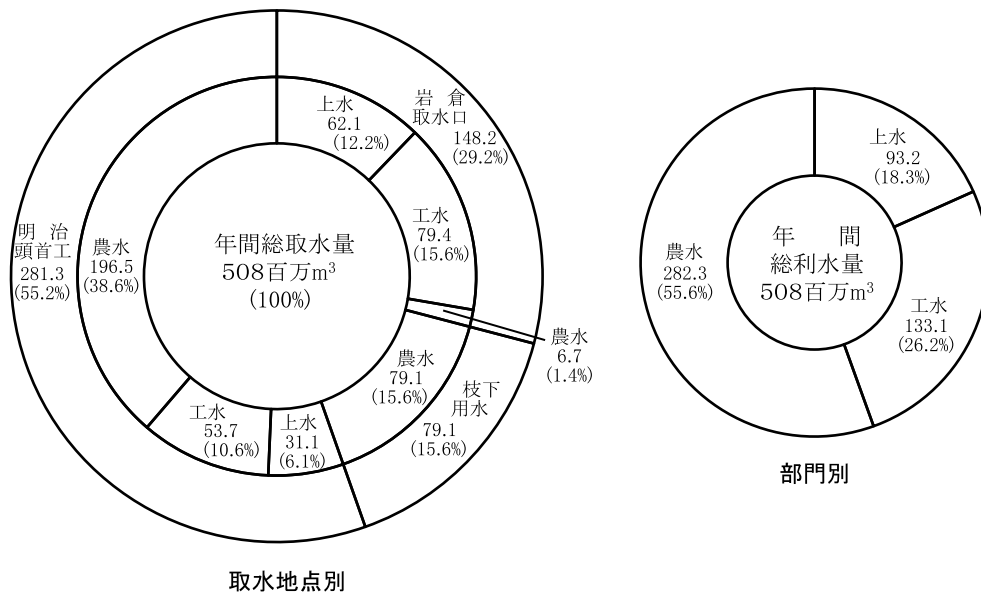 年間総取水量
508百万m³
(100%)
上水
62.1
(12.2%)
工水
79.4
(15.6%)
農水
6.7
(1.4%)
農水
79.1
(15.6%)
上水
31.1
(6.1%)
工水
53.7
(10.6%)
農水
196.5
(38.6%)
岩倉
取水口
148.2
(29.2%)
枝下
用水
79.1
(15.6%)
明治
頭首工
281.3
(55.2%)
取水地点別
年間
総利水量
508百万m³
上水
93.2
(18.3%)
工水
133.1
(26.2%)
農水
282.3
(55.6%)
部門別